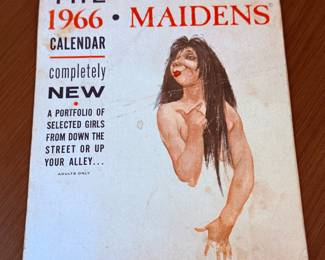 THE
1966 • MAIDENS
CALENDAR
completely
NEW
•
A PORTFOLIO OF
SELECTED GIRLS
FROM DOWN THE
STREET OR UP
YOUR ALLEY...
ADULTS ONLY